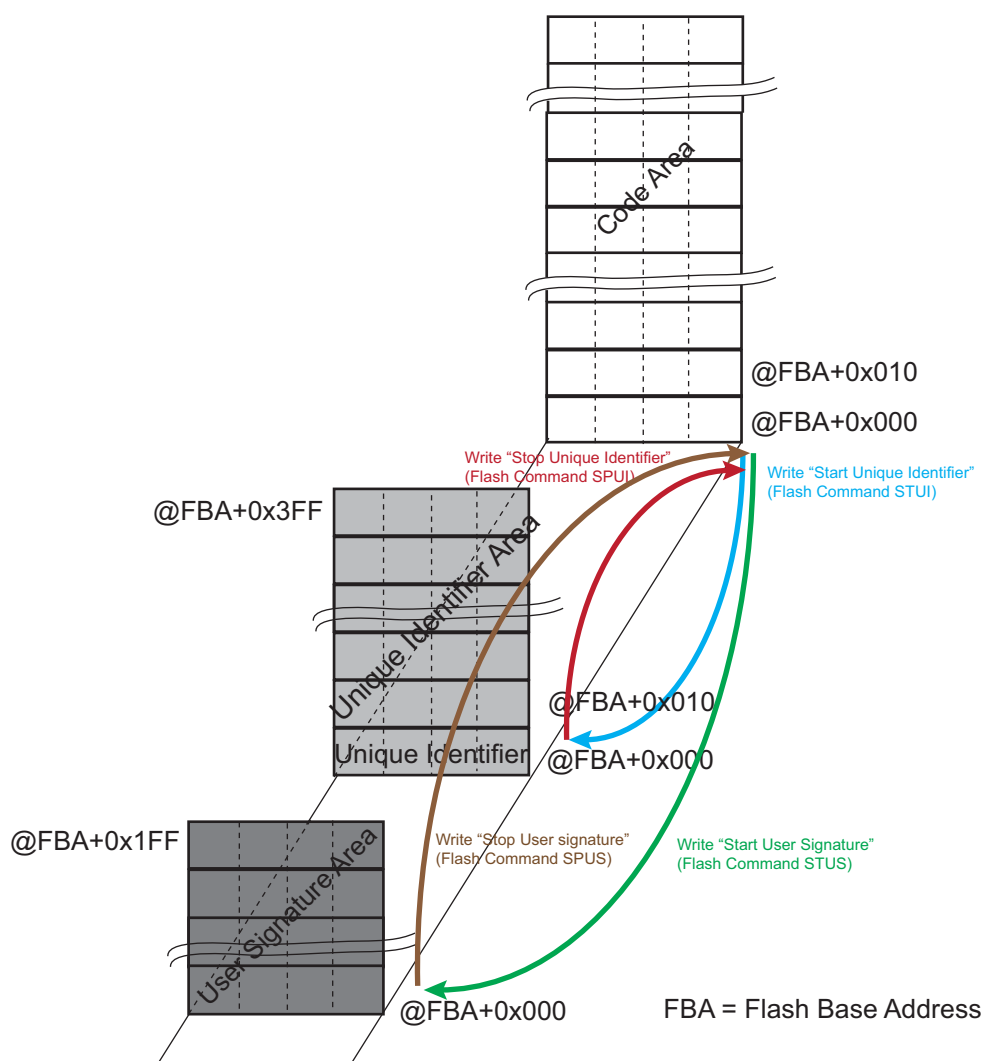 Code Area
@FBA+0x010
@FBA+0x000
Write “Stop Unique Identifier”
(Flash Command SPUI)
Write “Start Unique Identifier”
(Flash Command STUI)
@FBA+0x3FF
Unique Identifier Area
@FBA+0x010
Unique Identifier
@FBA+0x000
@FBA+0x1FF
Write “Stop User signature”
(Flash Command SPUS)
Write “Start User Signature”
(Flash Command STUS)
User Signature Area
@FBA+0x000
FBA = Flash Base Address